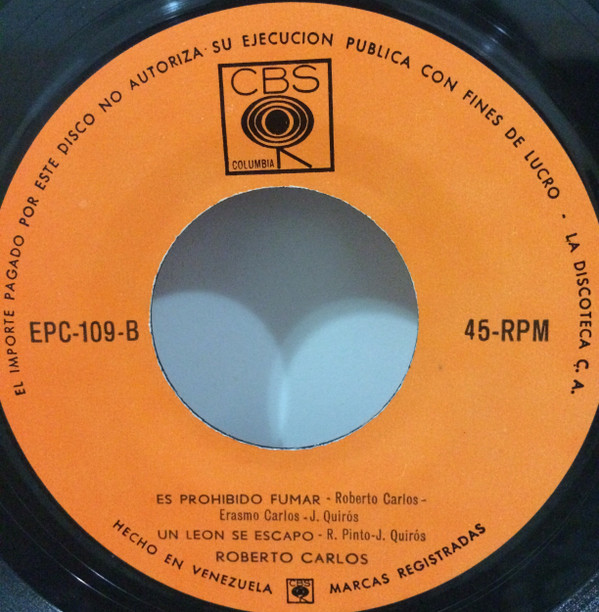 EL IMPORTE PAGADO POR ESTE DISCO NO AUTORIZA· SU EJECUCION PUBLICA CON FINES DE LUCRO - LA DISCOTECA C. A.
CBS
COLUMBIA
EPC-109-B
45-RPM
ES PROHIBIDO FUMAR - Roberto Carlos -
Erasmo Carlos - J. Quirós
UN LEON SE ESCAPO - R. Pinto-J. Quirós
ROBERTO CARLOS
HECHO EN VENEZUELA CBS MARCAS REGISTRADAS